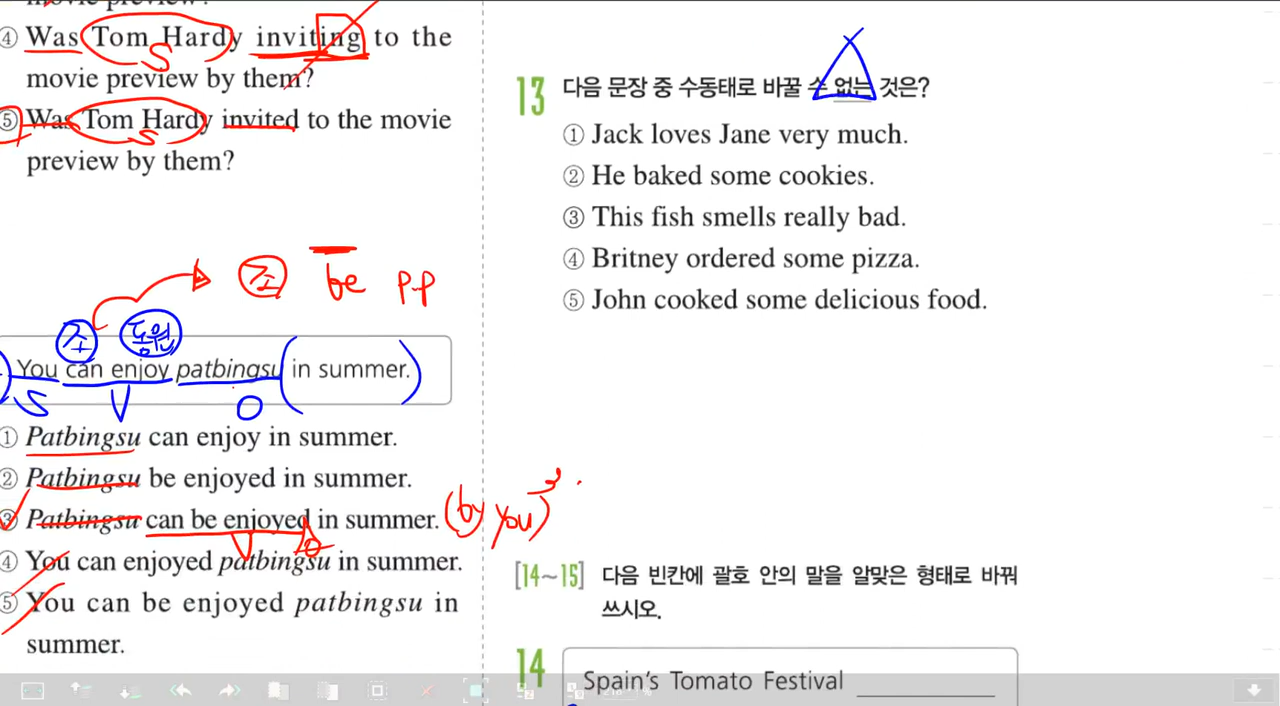 ④ Was Tom Hardy inviting to the
S
movie preview by them?
⑤ Was Tom Hardy invited to the movie
S
preview by them?
조 be p.p
조 동원
You can enjoy patbingsu in summer.
S V O
① Patbingsu can enjoy in summer.
② Patbingsu be enjoyed in summer.
③ Patbingsu can be enjoyed in summer. (by you)
V
④ You can enjoyed patbingsu in summer.
⑤ You can be enjoyed patbingsu in
summer.
13 다음 문장 중 수동태로 바꿀 수 없는 것은?
① Jack loves Jane very much.
② He baked some cookies.
③ This fish smells really bad.
④ Britney ordered some pizza.
⑤ John cooked some delicious food.
[14~15] 다음 빈칸에 괄호 안의 말을 알맞은 형태로 바꿔
쓰시오.
14
Spain's Tomato Festival